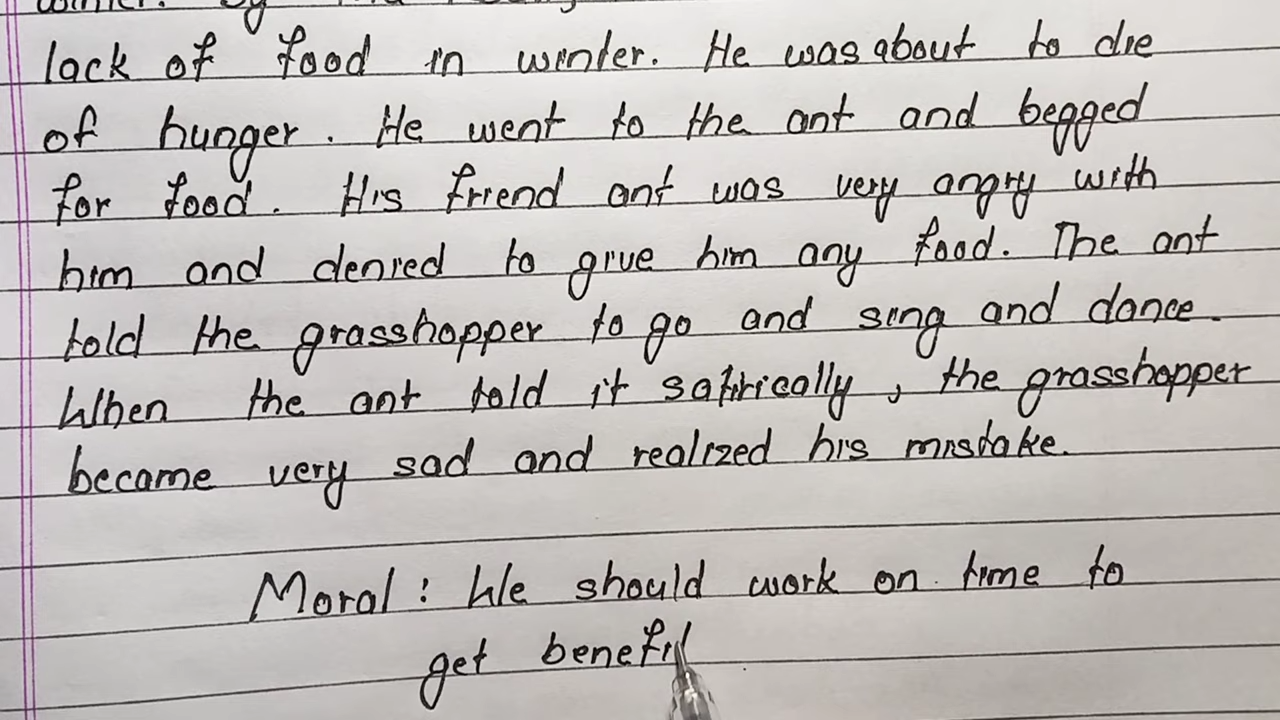 lack of food in winter. He was about to die
of hunger. He went to the ant and begged
for food. His friend ant was very angry with
him and denied to give him any food. The ant
told the grasshopper to go and sing and dance.
When the ant told it satirically, the grasshopper
became very sad and realized his mistake.
Moral: We should work on time to
get benefit